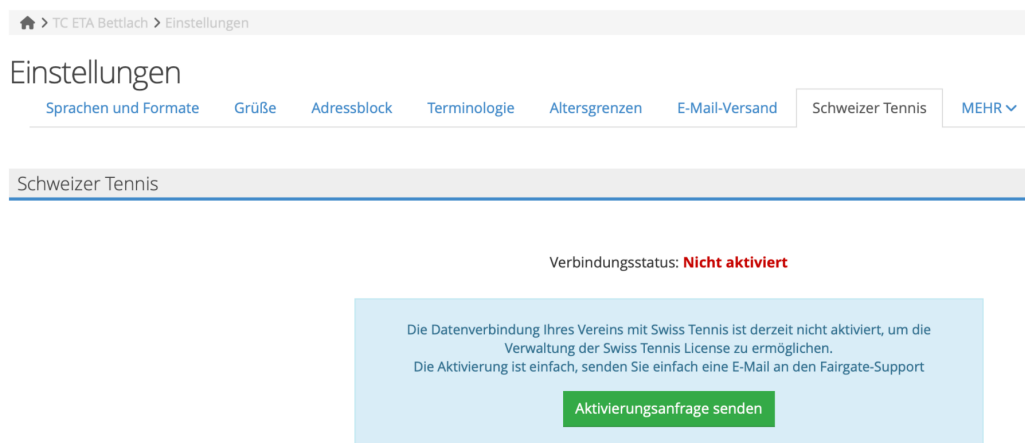 TC ETA Bettlach > Einstellungen
Einstellungen
Sprachen und Formate Grüße Adressblock Terminologie Altersgrenzen E-Mail-Versand Schweizer Tennis MEHR
Schweizer Tennis
Verbindungsstatus: Nicht aktiviert
Die Datenverbindung Ihres Vereins mit Swiss Tennis ist derzeit nicht aktiviert, um die
Verwaltung der Swiss Tennis License zu ermöglichen.
Die Aktivierung ist einfach, senden Sie einfach eine E-Mail an den Fairgate-Support
Aktivierungsanfrage senden